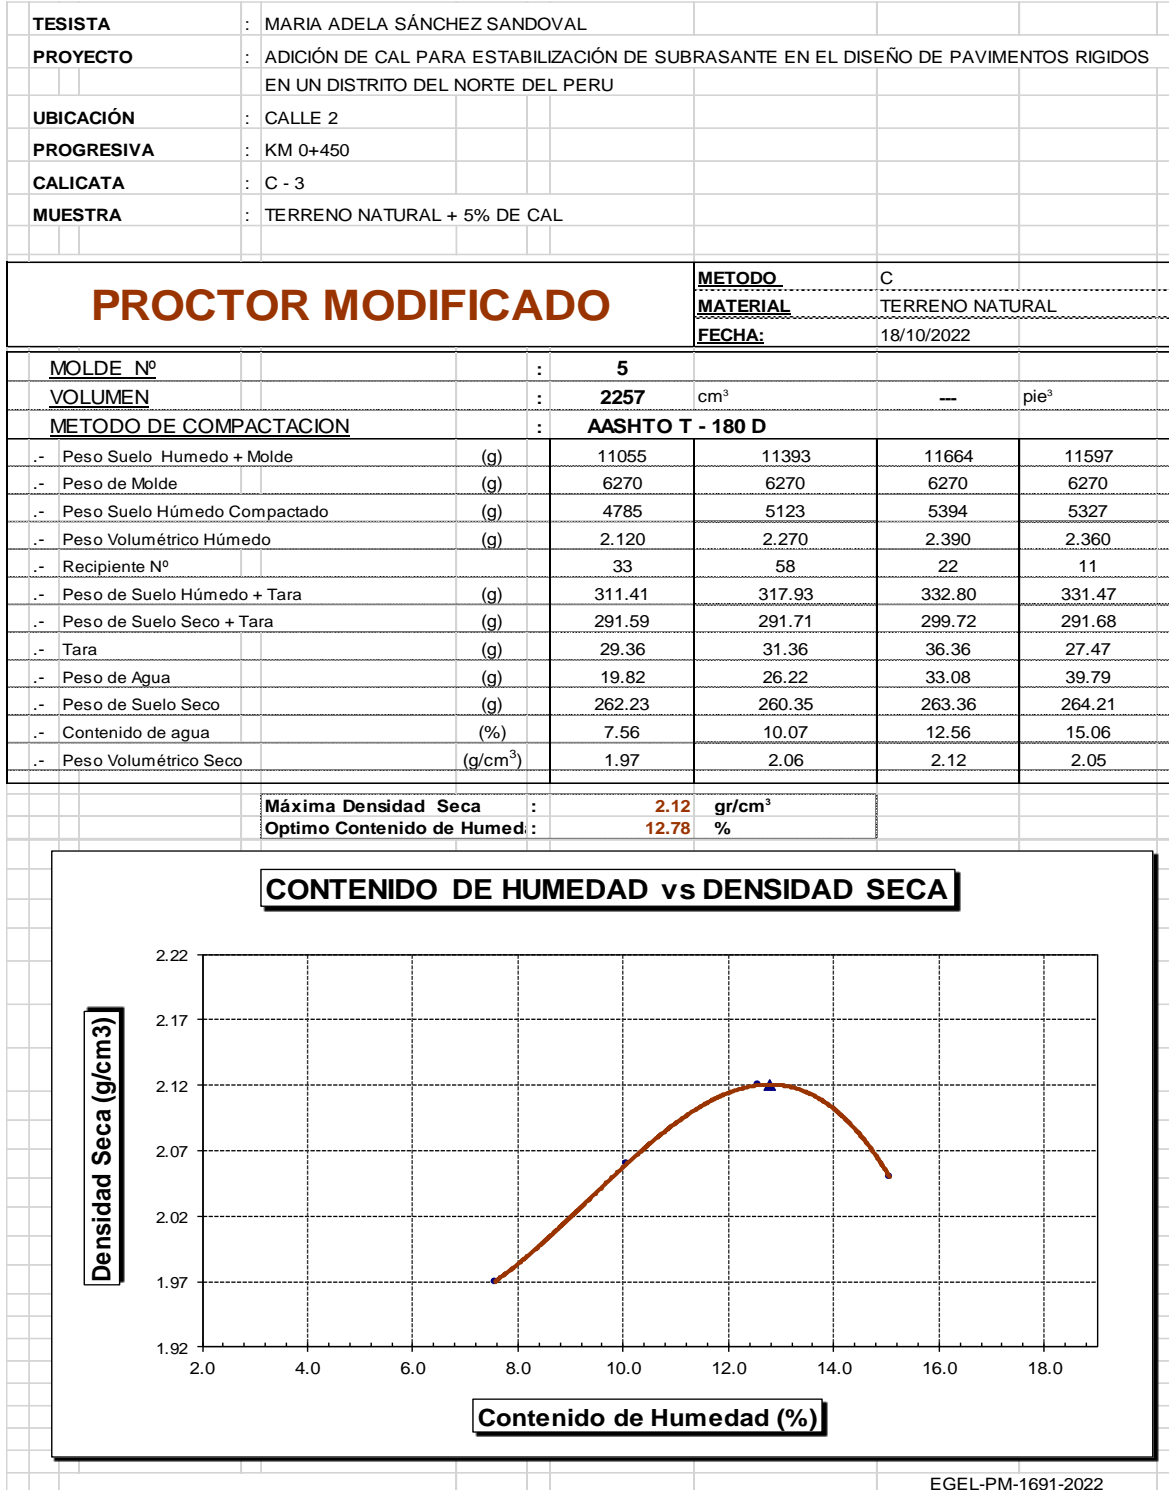 TESISTA : MARIA ADELA SÁNCHEZ SANDOVAL
PROYECTO : ADICIÓN DE CAL PARA ESTABILIZACIÓN DE SUBRASANTE EN EL DISEÑO DE PAVIMENTOS RIGIDOS
EN UN DISTRITO DEL NORTE DEL PERU
UBICACIÓN : CALLE 2
PROGRESIVA : KM 0+450
CALICATA : C - 3
MUESTRA : TERRENO NATURAL + 5% DE CAL
PROCTOR MODIFICADO
METODO C
MATERIAL TERRENO NATURAL
FECHA: 18/10/2022
MOLDE Nº : 5
VOLUMEN : 2257 cm³ --- pie³
METODO DE COMPACTACION : AASHTO T - 180 D
.- Peso Suelo Humedo + Molde (g) 11055 11393 11664 11597
.- Peso de Molde (g) 6270 6270 6270 6270
.- Peso Suelo Húmedo Compactado (g) 4785 5123 5394 5327
.- Peso Volumétrico Húmedo (g) 2.120 2.270 2.390 2.360
.- Recipiente Nº 33 58 22 11
.- Peso de Suelo Húmedo + Tara (g) 311.41 317.93 332.80 331.47
.- Peso de Suelo Seco + Tara (g) 291.59 291.71 299.72 291.68
.- Tara (g) 29.36 31.36 36.36 27.47
.- Peso de Agua (g) 19.82 26.22 33.08 39.79
.- Peso de Suelo Seco (g) 262.23 260.35 263.36 264.21
.- Contenido de agua (%) 7.56 10.07 12.56 15.06
.- Peso Volumétrico Seco (g/cm³) 1.97 2.06 2.12 2.05
Máxima Densidad Seca : 2.12 gr/cm³
Optimo Contenido de Humed: 12.78 %
CONTENIDO DE HUMEDAD vs DENSIDAD SECA
Densidad Seca (g/cm3)
2.22
2.17
2.12
2.07
2.02
1.97
1.92
2.0 4.0 6.0 8.0 10.0 12.0 14.0 16.0 18.0
Contenido de Humedad (%)
EGEL-PM-1691-2022